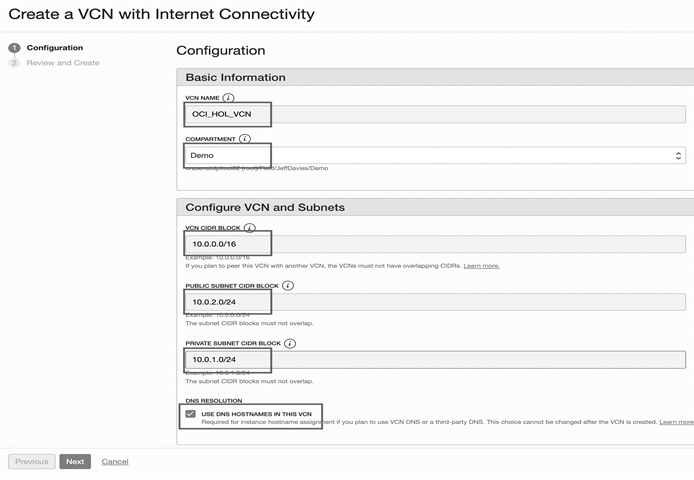 Create a VCN with Internet Connectivity
1 Configuration
2 Review and Create
Configuration
Basic Information
VCN NAME i
OCI_HOL_VCN
COMPARTMENT i
Demo
/JeffDavies/Demo
Configure VCN and Subnets
VCN CIDR BLOCK i
10.0.0.0/16
Example: 10.0.0.0/16
If you plan to peer this VCN with another VCN, the VCNs must not have overlapping CIDRs. Learn more.
PUBLIC SUBNET CIDR BLOCK i
10.0.2.0/24
Example: 10.0.0.0/24
The subnet CIDR blocks must not overlap.
PRIVATE SUBNET CIDR BLOCK i
10.0.1.0/24
Example: 10.0.1.0/24
The subnet CIDR blocks must not overlap.
DNS RESOLUTION
USE DNS HOSTNAMES IN THIS VCN
Required for instance hostname assignment if you plan to use VCN DNS or a third-party DNS. This choice cannot be changed after the VCN is created. Learn more
Previous Next Cancel